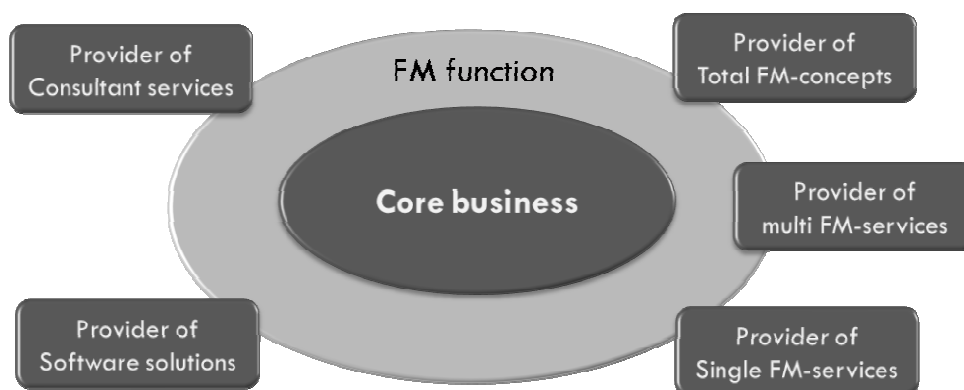 Provider of
Consultant services
FM function
Provider of
Total FM-concepts
Core business
Provider of
multi FM-services
Provider of
Software solutions
Provider of
Single FM-services